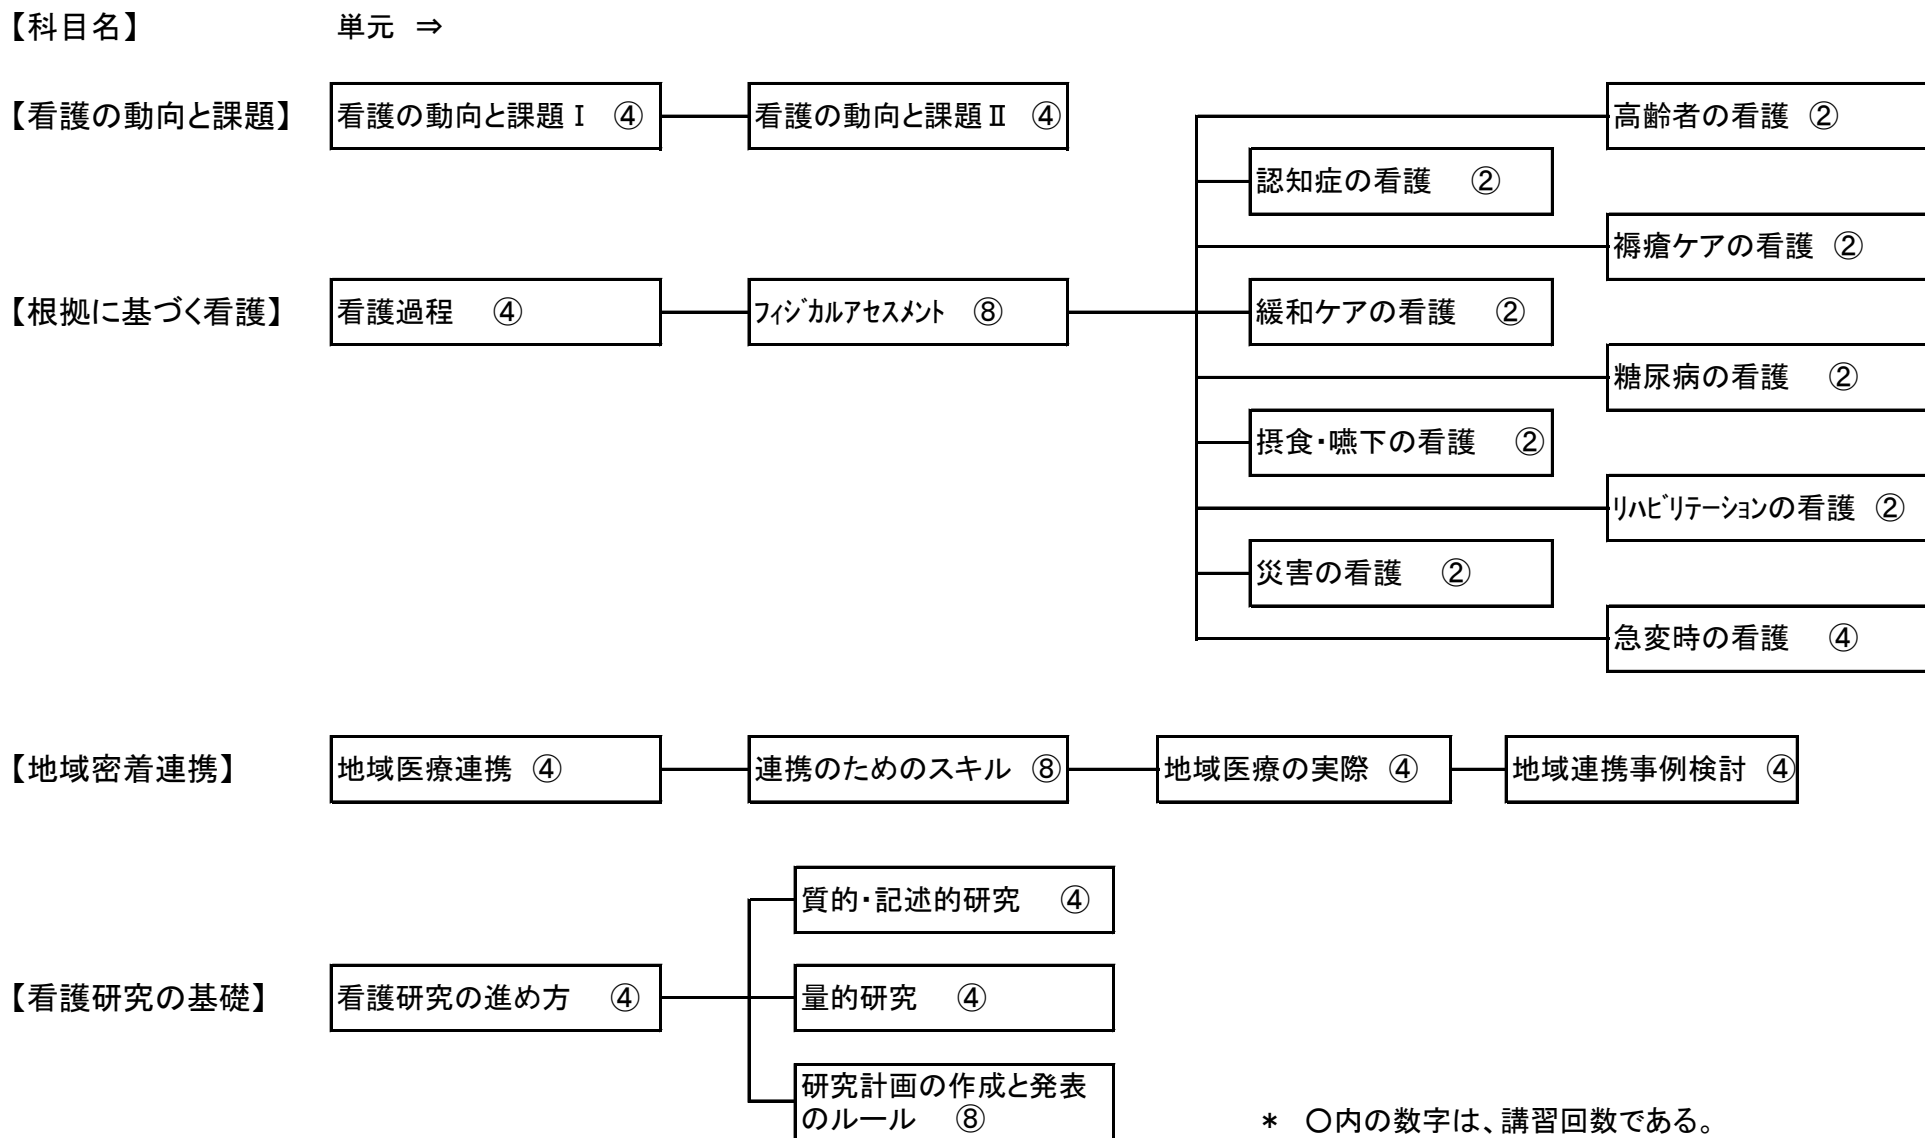 【科目名】 単元 ⇒
【看護の動向と課題】 看護の動向と課題Ⅰ ④ 看護の動向と課題Ⅱ ④ 高齢者の看護 ②
認知症の看護 ②
褥瘡ケアの看護 ②
【根拠に基づく看護】 看護過程 ④ フィジカルアセスメント ⑧ 緩和ケアの看護 ②
糖尿病の看護 ②
摂食・嚥下の看護 ②
リハビリテーションの看護 ②
災害の看護 ②
急変時の看護 ④
【地域密着連携】 地域医療連携 ④ 連携のためのスキル ⑧ 地域医療の実際 ④ 地域連携事例検討 ④
質的・記述的研究 ④
【看護研究の基礎】 看護研究の進め方 ④ 量的研究 ④
研究計画の作成と発表
のルール ⑧
* 〇内の数字は、講習回数である。